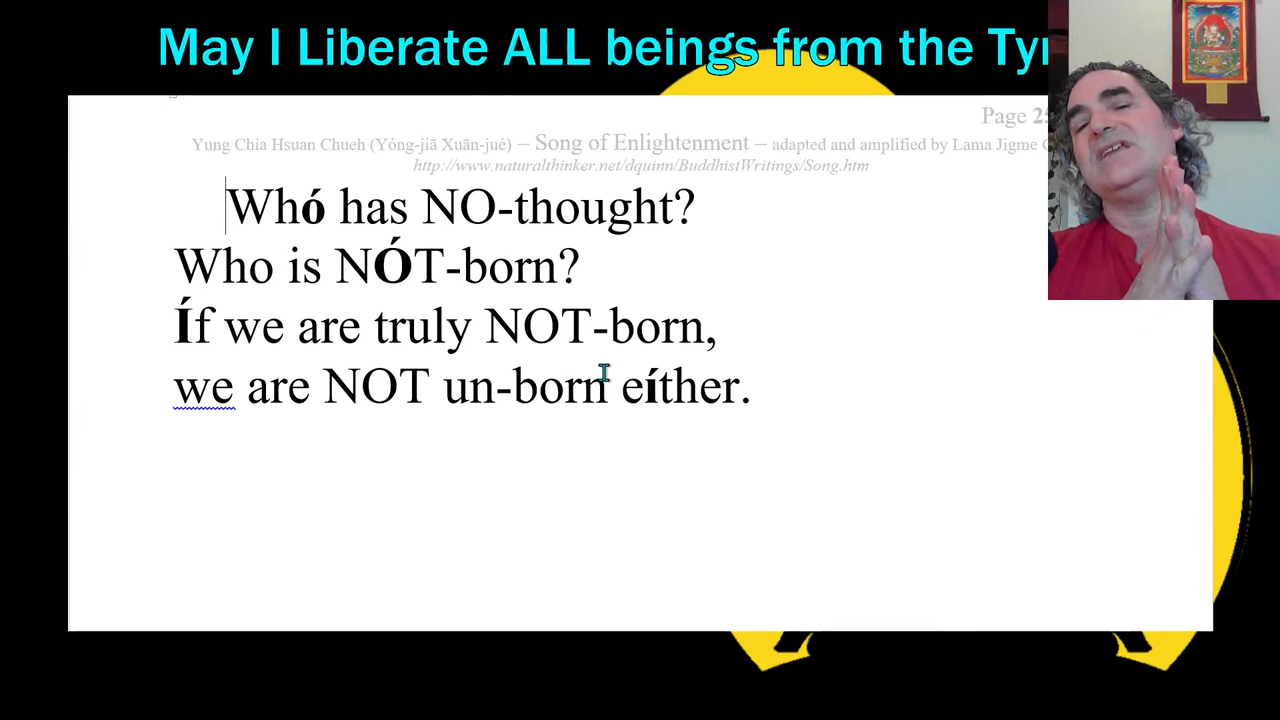 May I Liberate ALL beings from the
Page
Yung Chia Hsuan Chueh (Yòng-jiā Xuān-jué) – Song of Enlightenment – adapted and amplified by Lama Jigme
http://www.naturalthinker.net/dquinn/BuddhistWritings/Song.htm
Whó has NO-thought?
Who is NÓT-born?
Íf we are truly NOT-born,
we are NOT un-born eíther.